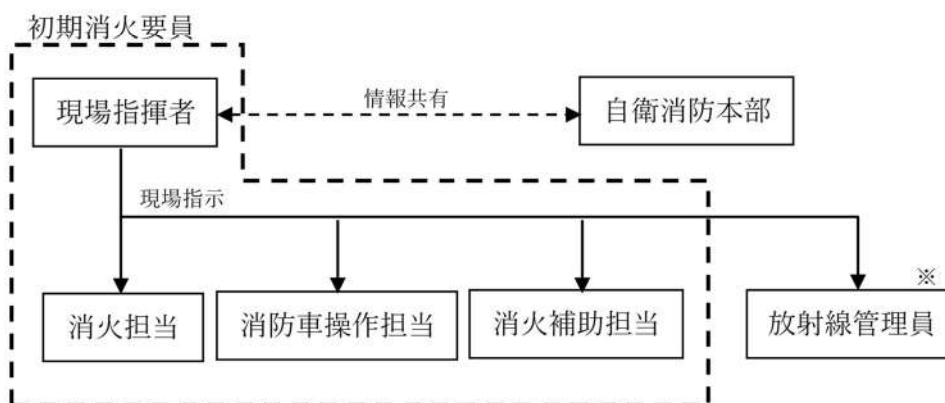 初期消火要員
現場指揮者
情報共有
自衛消防本部
現場指示
※
消火担当
消防車操作担当
消火補助担当
放射線管理員